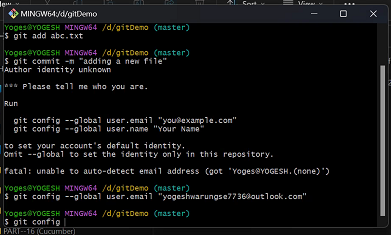 View
Sort
View
MINGW64:/d/gitDemo
Yoges@YOGESH MINGW64 /d/gitDemo (master)
$ git add abc.txt
Yoges@YOGESH MINGW64 /d/gitDemo (master)
$ git commit -m "adding a new file"
Author identity unknown
*** Please tell me who you are.
Run
git config --global user.email "you@example.com"
git config --global user.name "Your Name"
to set your account's default identity.
Omit --global to set the identity only in this repository.
fatal: unable to auto-detect email address (got 'Yoges@YOGESH.(none)')
Yoges@YOGESH MINGW64 /d/gitDemo (master)
$ git config --global user.email "yogeshwarungse7736@outlook.com"
Yoges@YOGESH MINGW64 /d/gitDemo (master)
$ git config
PART--16 (Cucumber)